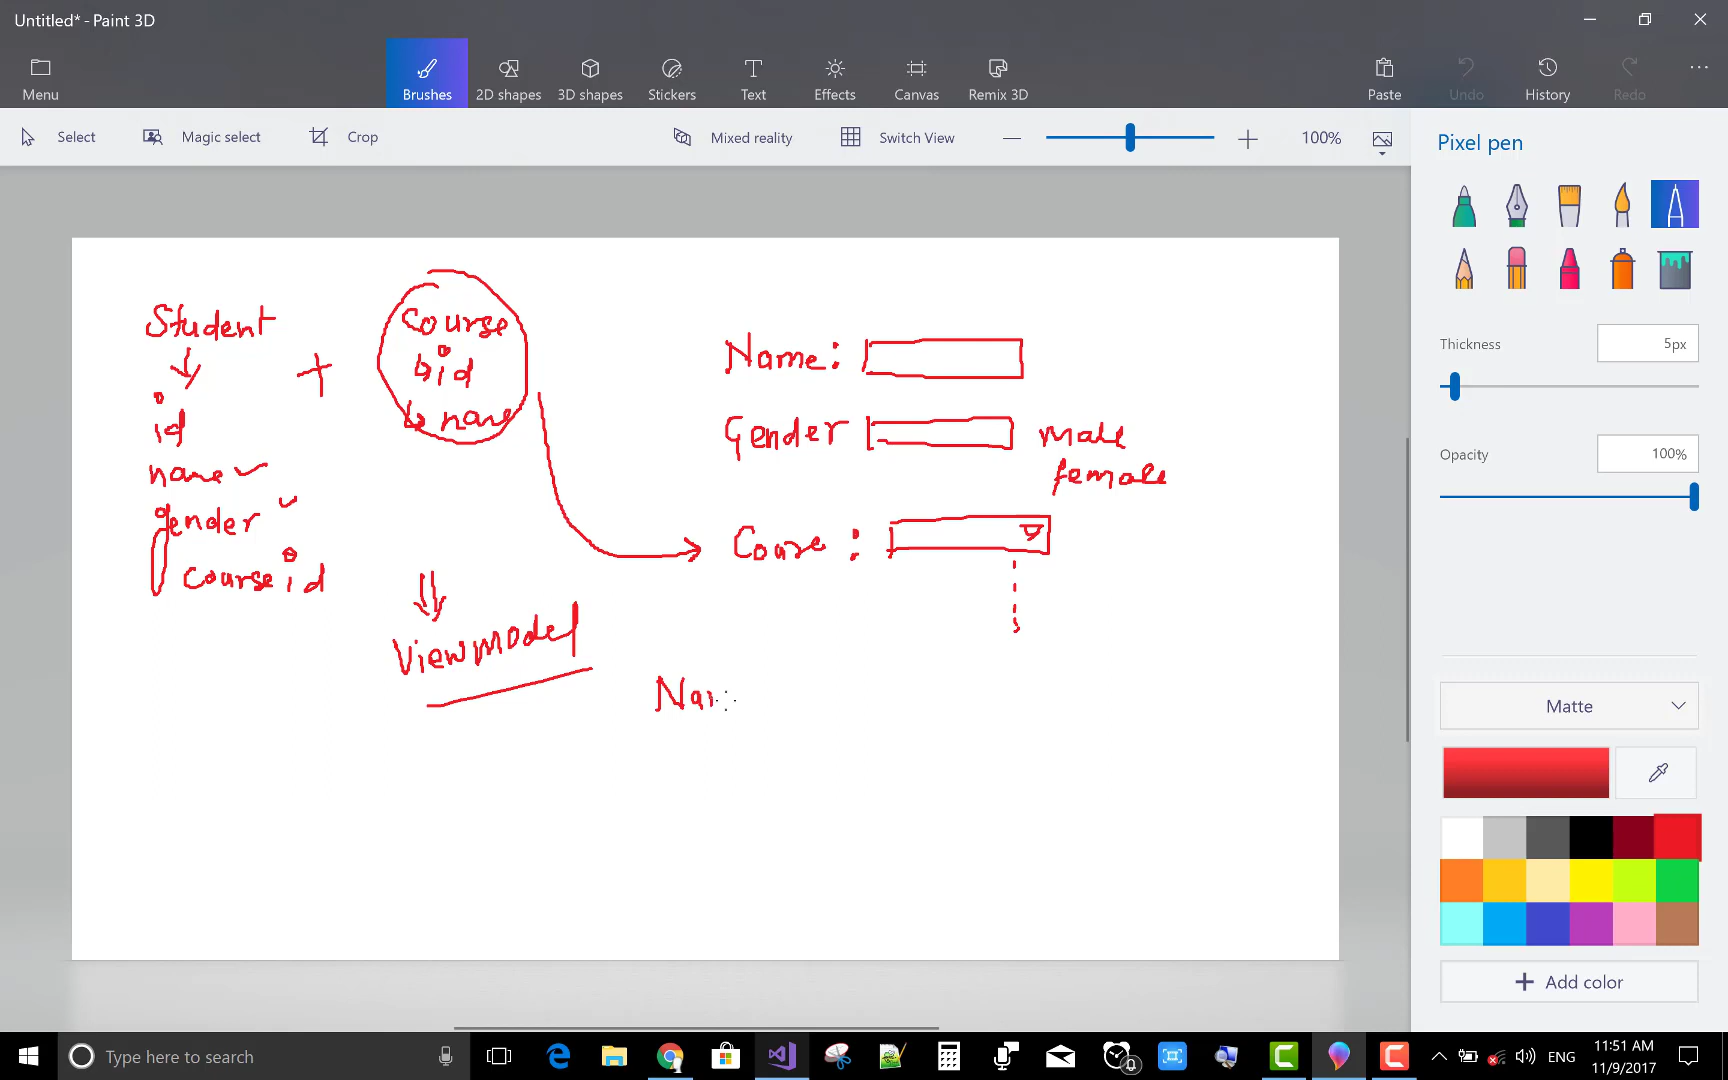 Untitled* - Paint 3D
Menu
Brushes
2D shapes
3D shapes
Stickers
Text
Effects
Canvas
Remix 3D
Paste
Undo
History
Redo
Select
Magic select
Crop
Mixed reality
Switch View
100%
Pixel pen
Thickness
5px
Opacity
100%
Matte
Add color
Student
id
name
gender
course id
+
Course
id
name
View model
Name:
Gender
male
female
Course :
Type here to search
ENG
11:51 AM
11/9/2017